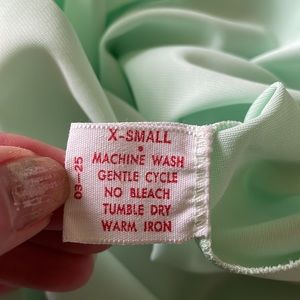 X-SMALL
•
MACHINE WASH
GENTLE CYCLE
NO BLEACH
TUMBLE DRY
WARM IRON
03-25